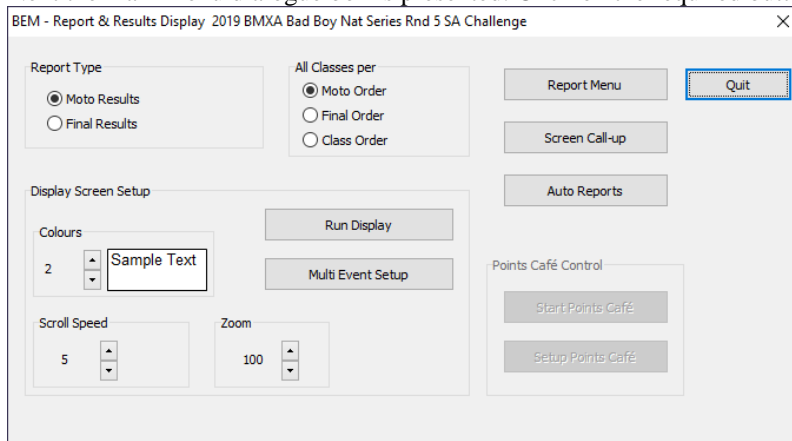 BEM - Report & Results Display 2019 BMXA Bad Boy Nat Series Rnd 5 SA Challenge
Report Type
Moto Results
Final Results
All Classes per
Moto Order
Final Order
Class Order
Report Menu
Quit
Screen Call-up
Auto Reports
Display Screen Setup
Colours
2
Sample Text
Run Display
Multi Event Setup
Scroll Speed
5
Zoom
100
Points Café Control
Start Points Café
Setup Points Café